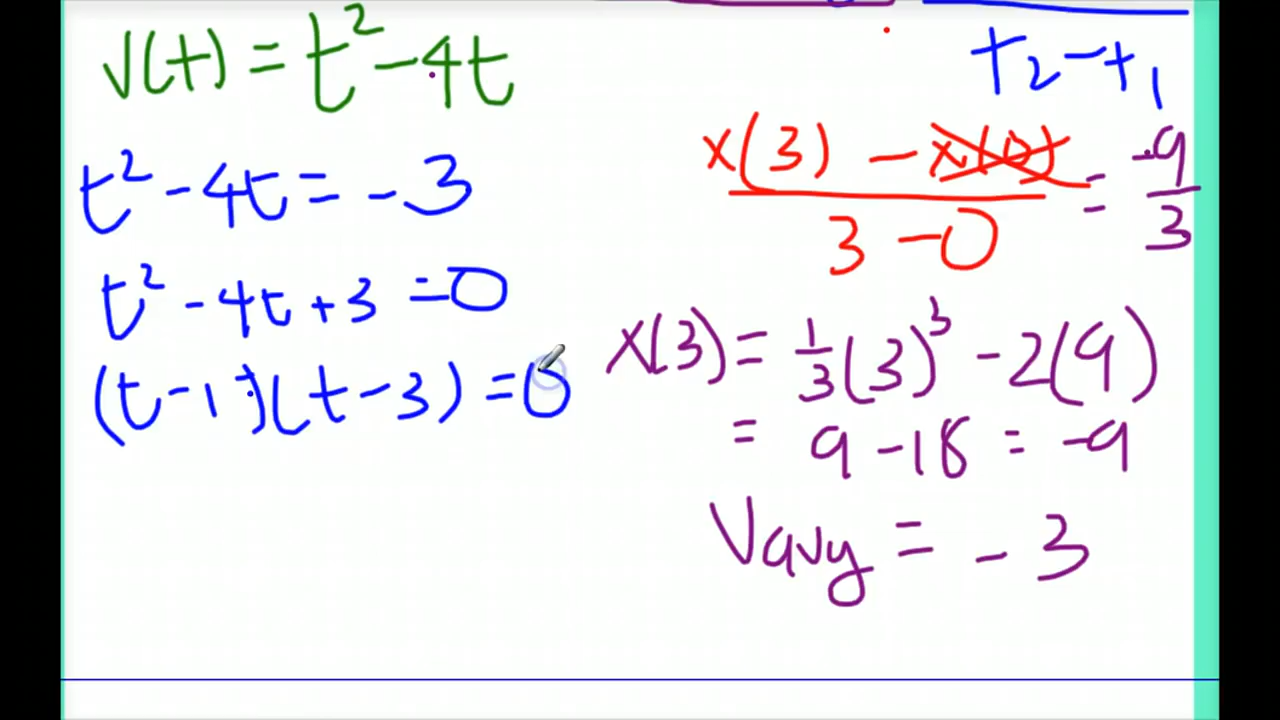 v(t) = t² - 4t
t² - 4t = -3
t² - 4t + 3 = 0
(t - 1)(t - 3) = 0
t₂ - t₁
x(3) - x(0)
3 - 0
= -9/3
x(3) = 1/3 (3)³ - 2(9)
= 9 - 18 = -9
Vavg = -3